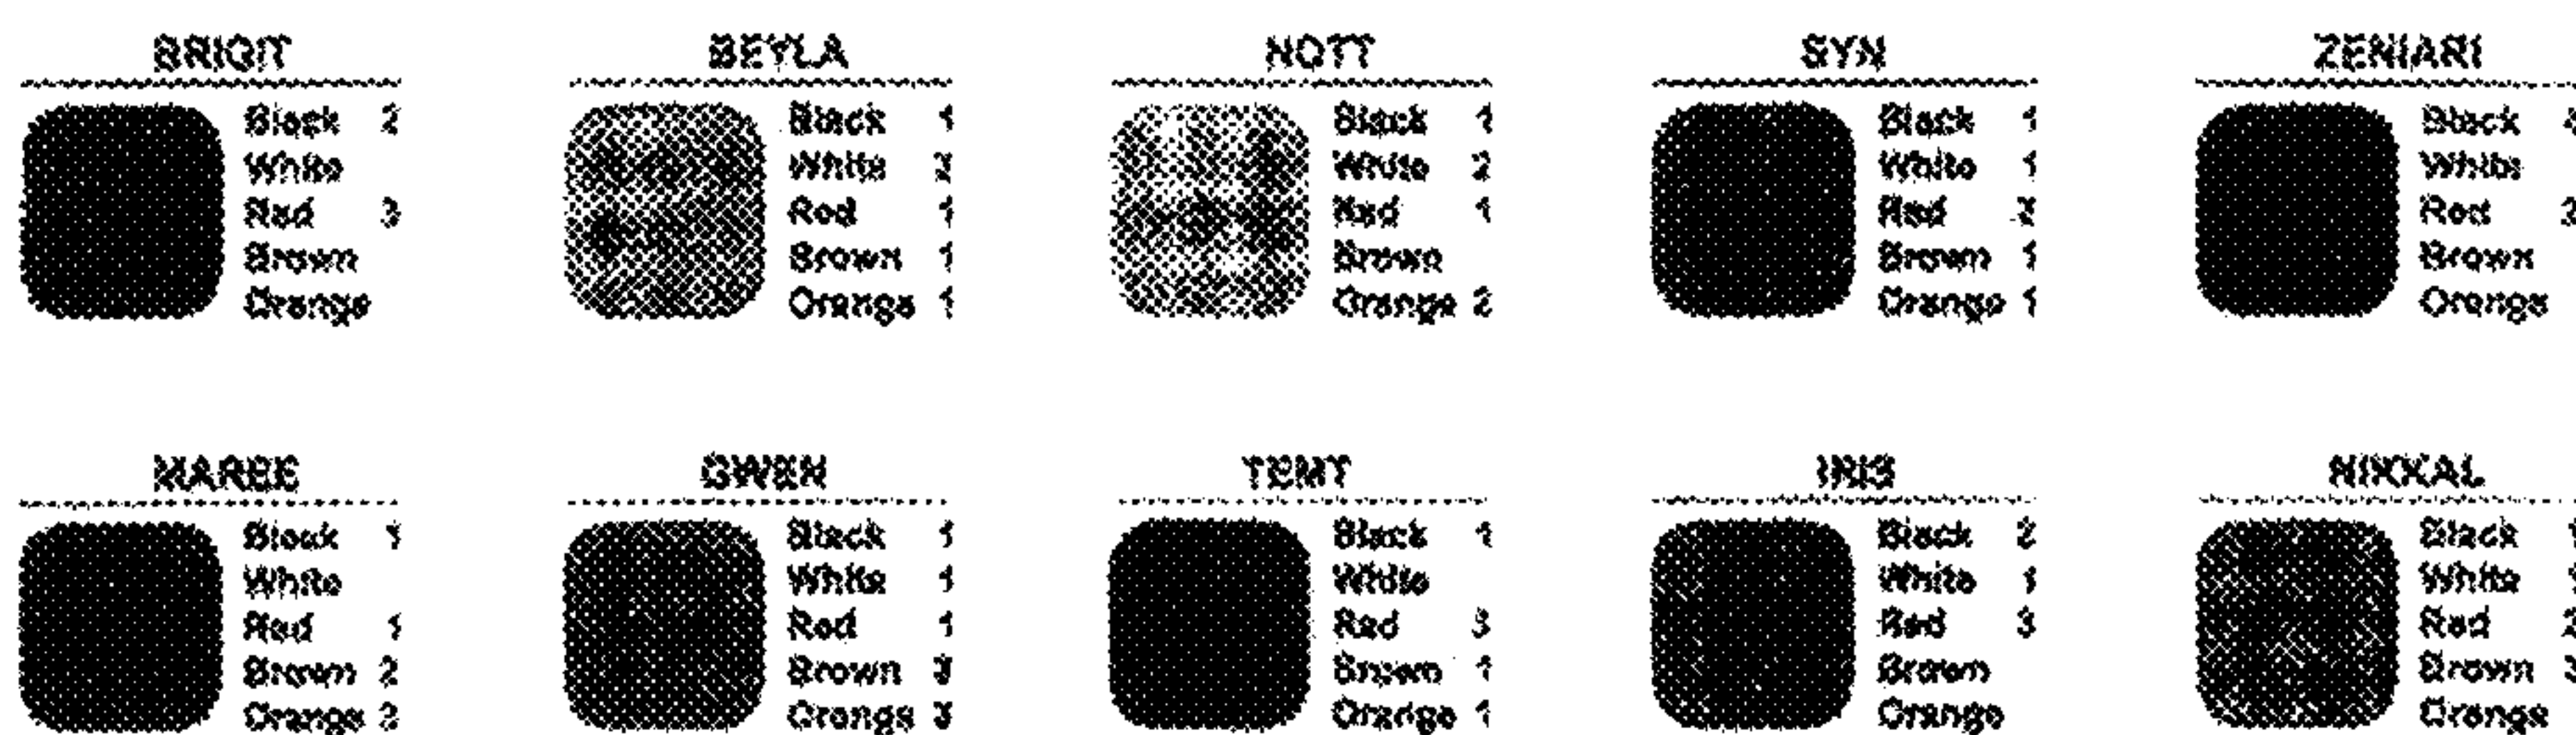 BRIGIT
Black 2
White
Red 3
Brown
Orange
BEYLA
Black 1
White 2
Red 1
Brown 1
Orange 1
NOTT
Black 1
White 2
Red 1
Brown
Orange 2
SYN
Black 1
White 1
Red 2
Brown 1
Orange 1
ZENIARI
Black
White
Red 3
Brown
Orange
MAREE
Black 1
White
Red 1
Brown 2
Orange
GWEN
Black 1
White 1
Red 1
Brown
Orange
TEMT
Black 1
White
Red 3
Brown 1
Orange 1
IRIS
Black 2
White 1
Red 3
Brown
Orange
NIKKAL
Black 1
White 1
Red
Brown
Orange